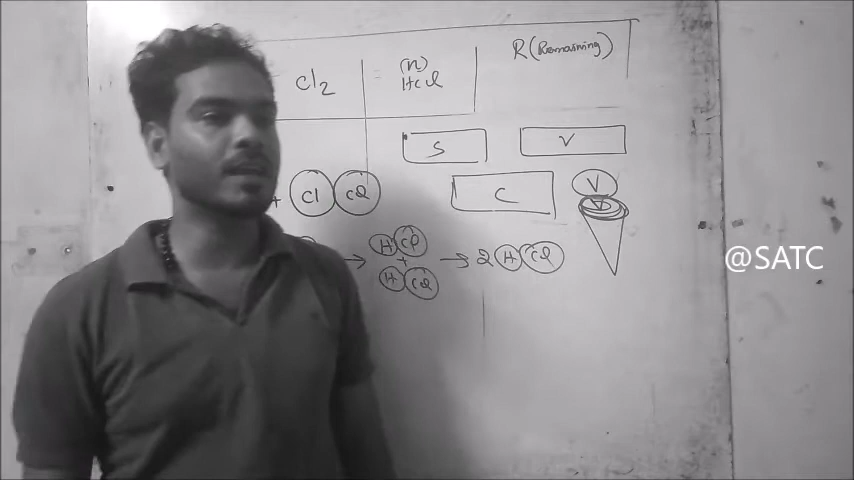 Cl2 = (n) HCl R(Remaining)
S V
+ Cl Cl C V
V
H Cl
→ + → 2 H Cl
H Cl
@SATC